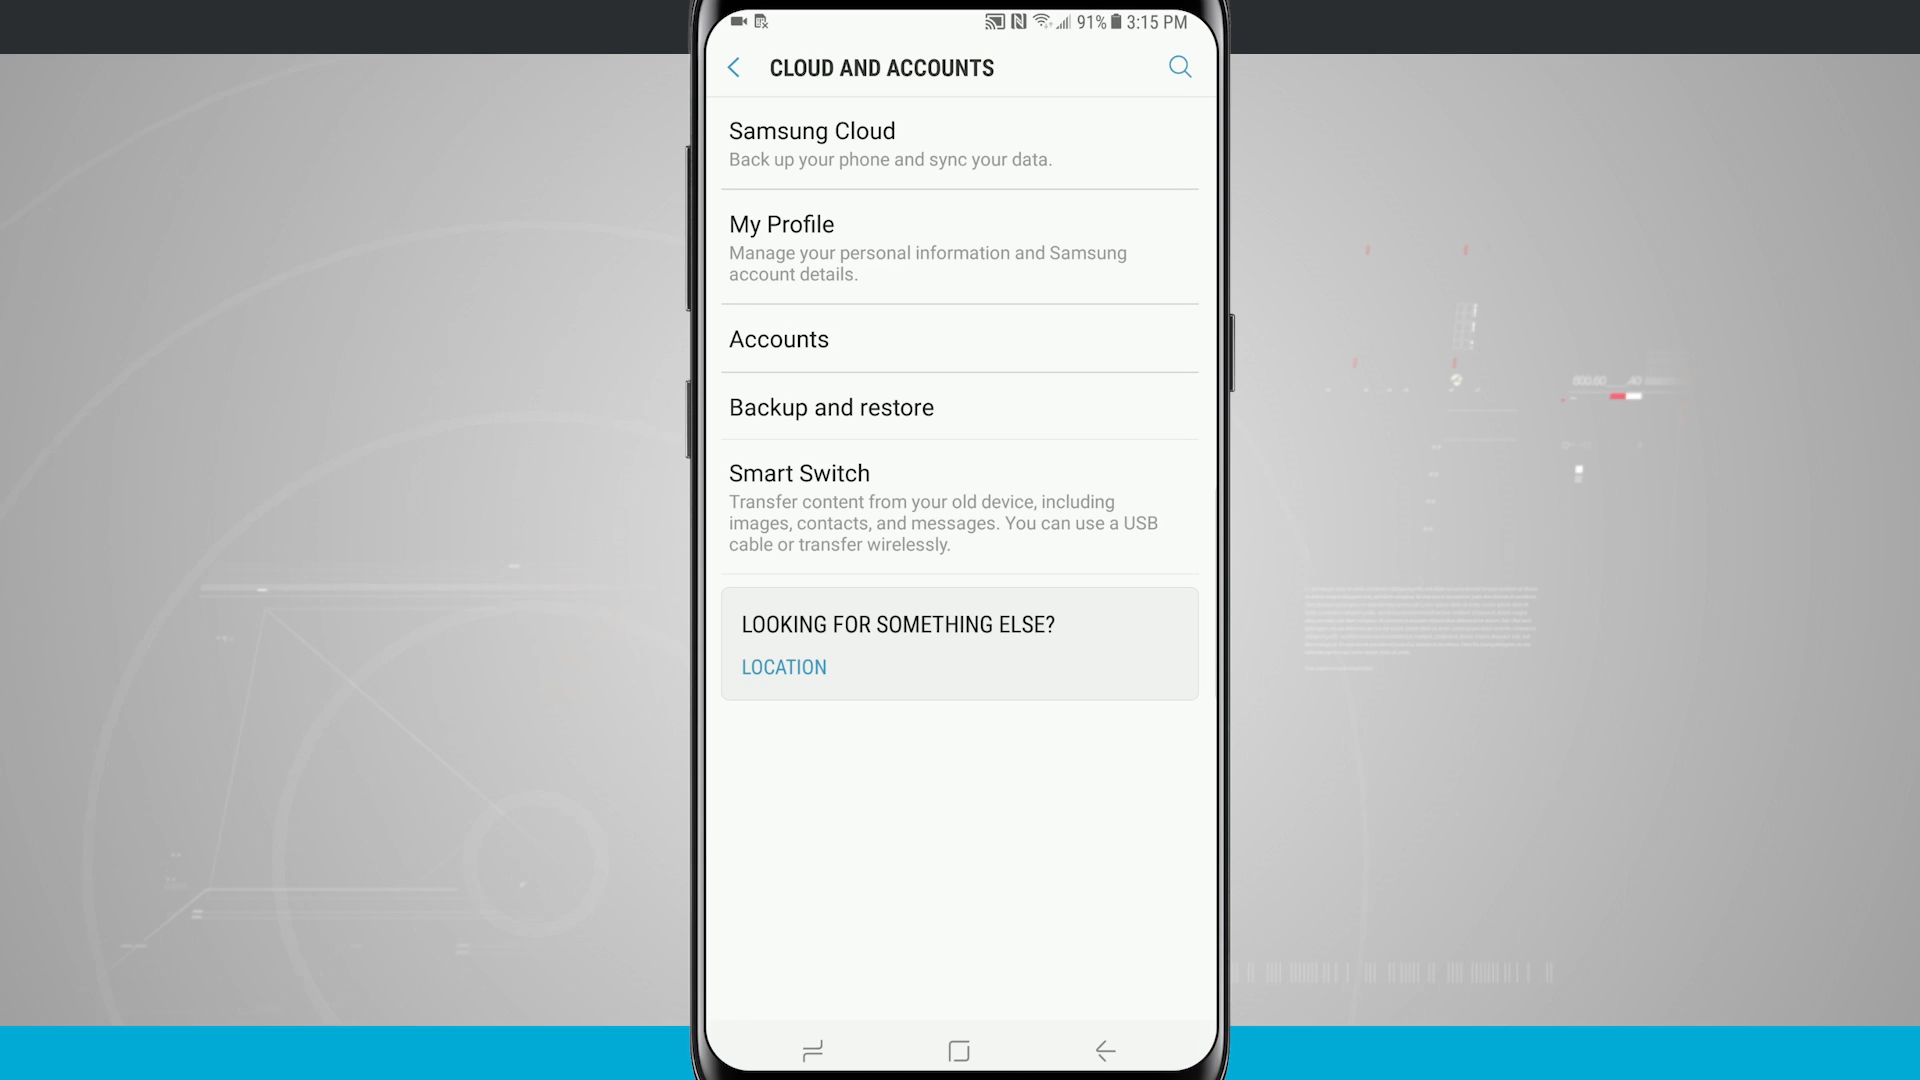 91% 3:15 PM
CLOUD AND ACCOUNTS
Samsung Cloud
Back up your phone and sync your data.
My Profile
Manage your personal information and Samsung
account details.
Accounts
Backup and restore
Smart Switch
Transfer content from your old device, including
images, contacts, and messages. You can use a USB
cable or transfer wirelessly.
LOOKING FOR SOMETHING ELSE?
LOCATION